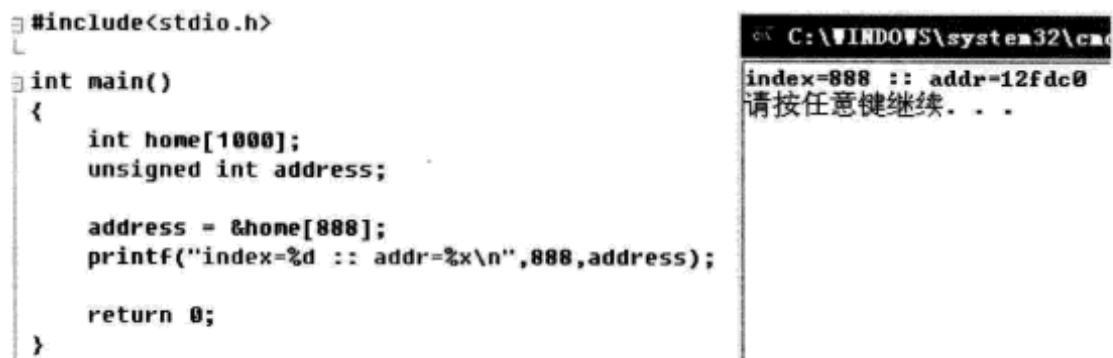 #include<stdio.h>
int main()
{
int home[1000];
unsigned int address;
address = &home[888];
printf("index=%d :: addr=%x\n",888,address);
return 0;
}
C:\WINDOWS\system32\cmd
index=888 :: addr=12fdc0
请按任意键继续. . .